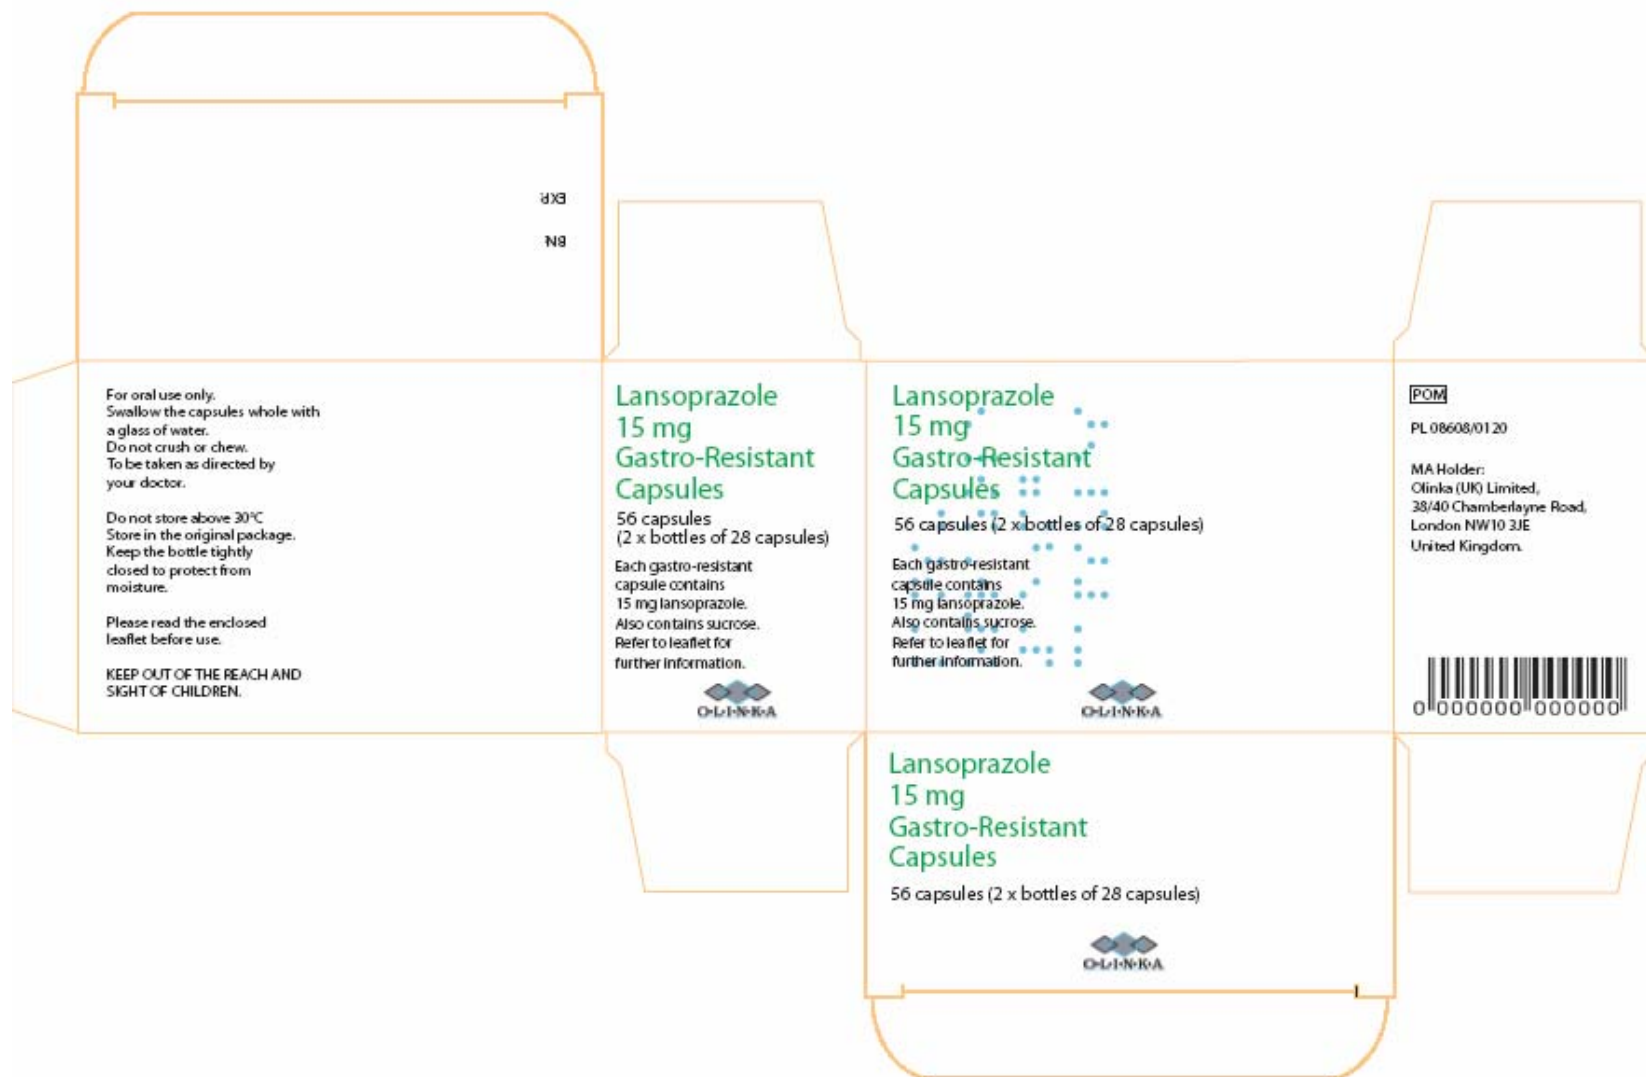 EXP:
BN:
For oral use only.
Swallow the capsules whole with
a glass of water.
Do not crush or chew.
To be taken as directed by
your doctor.
Do not store above 30°C
Store in the original package.
Keep the bottle tightly
closed to protect from
moisture.
Please read the enclosed
leaflet before use.
KEEP OUT OF THE REACH AND
SIGHT OF CHILDREN.
Lansoprazole
15 mg
Gastro-Resistant
Capsules
56 capsules
(2 x bottles of 28 capsules)
Each gastro-resistant
capsule contains
15 mg lansoprazole.
Also contains sucrose.
Refer to leaflet for
further information.
O•L•I•N•K•A
Lansoprazole
15 mg
Gastro-Resistant
Capsules
56 capsules (2 x bottles of 28 capsules)
Each gastro-resistant
capsule contains
15 mg lansoprazole.
Also contains sucrose.
Refer to leaflet for
further information.
O•L•I•N•K•A
POM
PL 08608/0120
MA Holder:
Olinka (UK) Limited,
38/40 Chamberlayne Road,
London NW10 3JE
United Kingdom.
0 000000 000000
Lansoprazole
15 mg
Gastro-Resistant
Capsules
56 capsules (2 x bottles of 28 capsules)
O•L•I•N•K•A